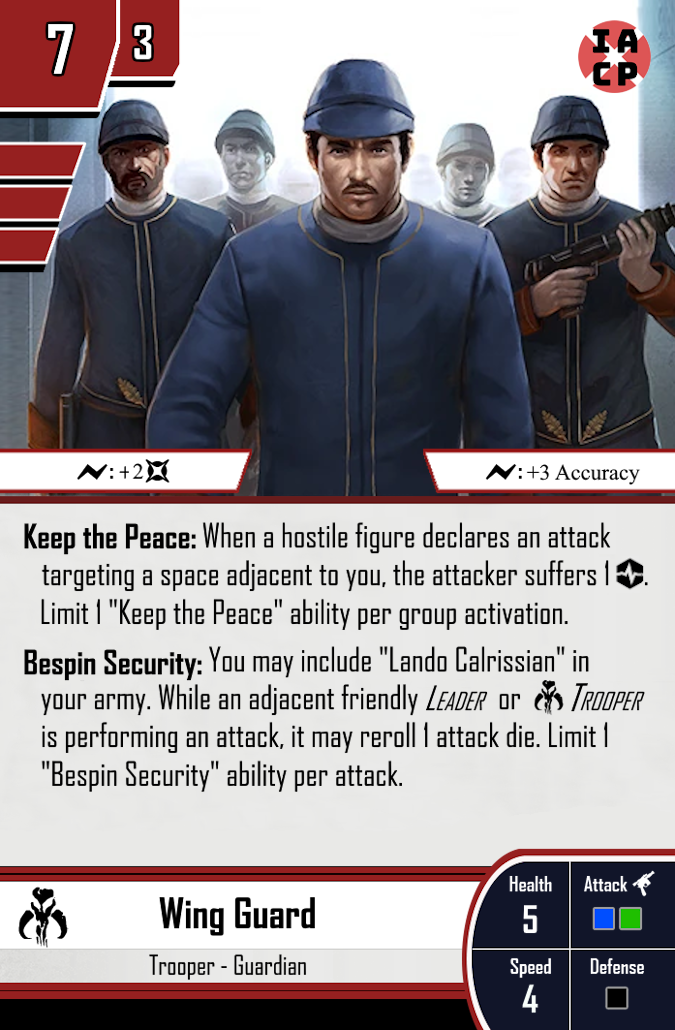 7
3
IA
CP
: +2
: +3 Accuracy
Keep the Peace: When a hostile figure declares an attack
targeting a space adjacent to you, the attacker suffers 1 .
Limit 1 "Keep the Peace" ability per group activation.
Bespin Security: You may include "Lando Calrissian" in
your army. While an adjacent friendly LEADER or TROOPER
is performing an attack, it may reroll 1 attack die. Limit 1
"Bespin Security" ability per attack.
Wing Guard
Trooper - Guardian
Health
5
Attack
Speed
4
Defense